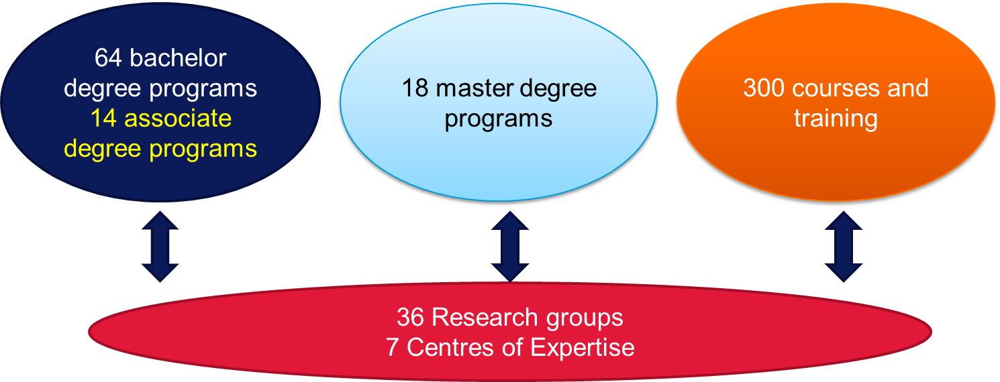 64 bachelor
degree programs
14 associate
degree programs
18 master degree
programs
300 courses and
training
36 Research groups
7 Centres of Expertise